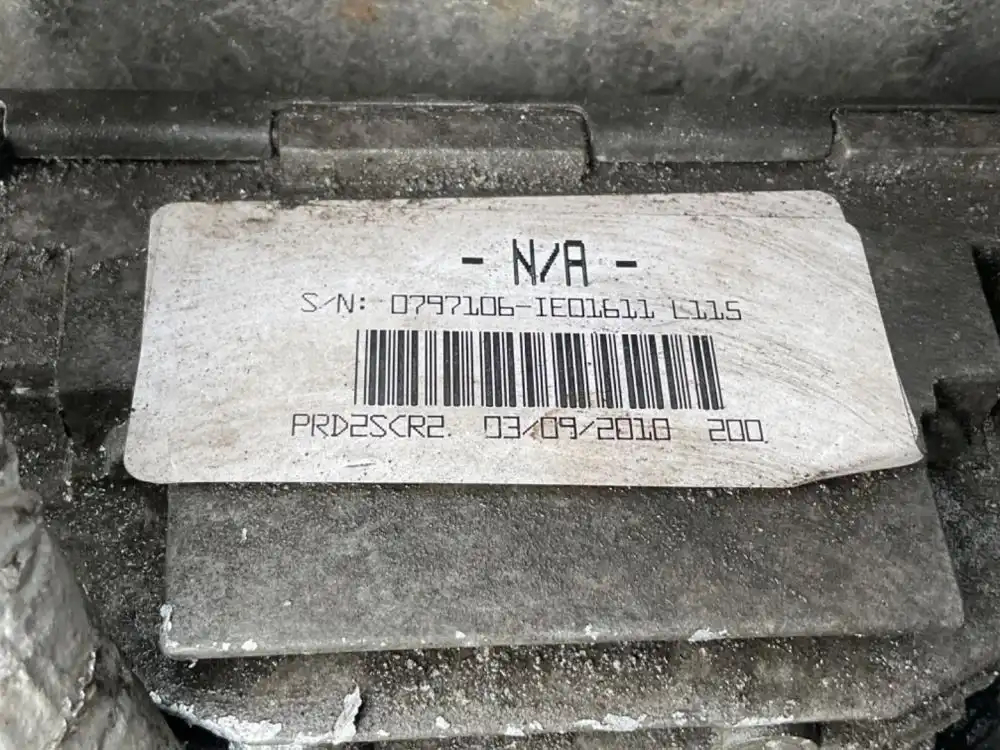 - N/A -
S/N: 0797106-IE01611 L115
PRD2SCR2. 03/09/2010 200.